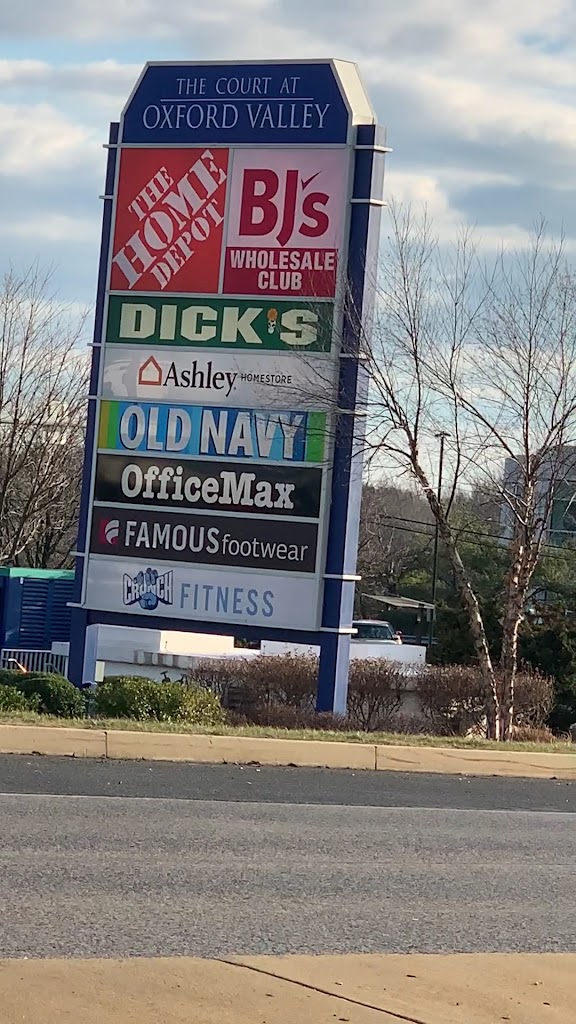 THE COURT AT
OXFORD VALLEY
THE
HOME
DEPOT
BJ's
WHOLESALE
CLUB
DICK'S
Ashley HOMESTORE
OLD NAVY
OfficeMax
FAMOUS footwear
CRUNCH FITNESS